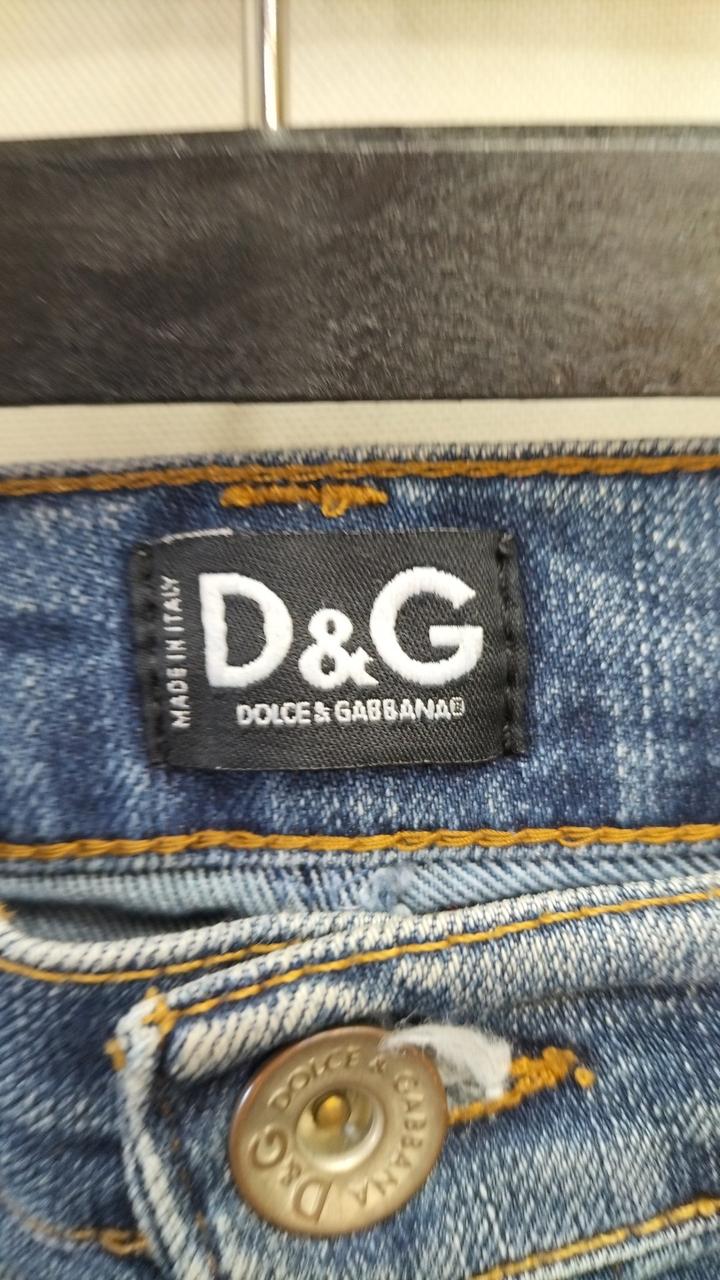 MADE IN ITALY
D&G
DOLCE & GABBANA®
DOLCE & GABBANA
D&G